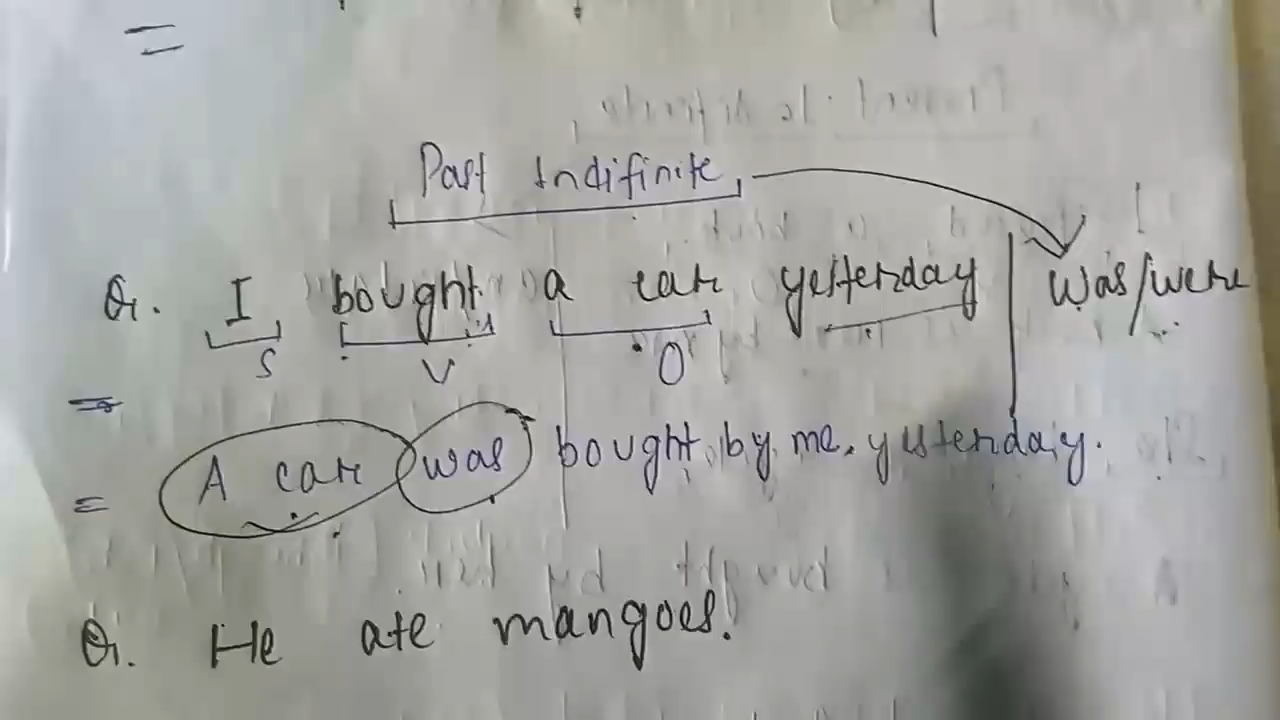 =
Past Indifinite
Q. I bought a car yesterday was/were
S V O
=
= A car was bought by me. yesterday.
Q. He ate mangoes.